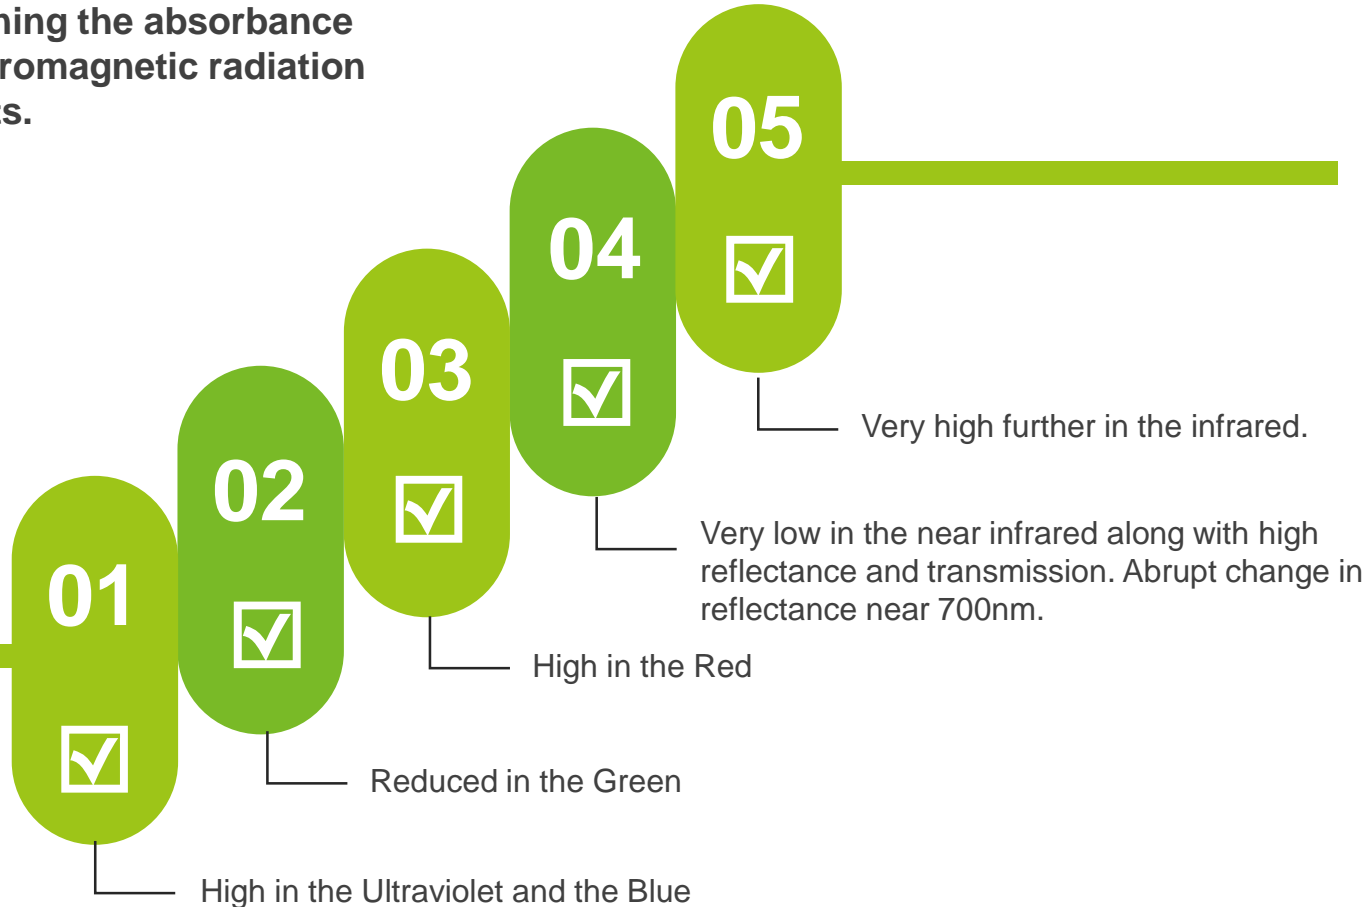 the absorbance
electromagnetic radiation
05
04
03
02
01
Very high further in the infrared.
Very low in the near infrared along with high
reflectance and transmission. Abrupt change in
reflectance near 700nm.
High in the Red
Reduced in the Green
High in the Ultraviolet and the Blue